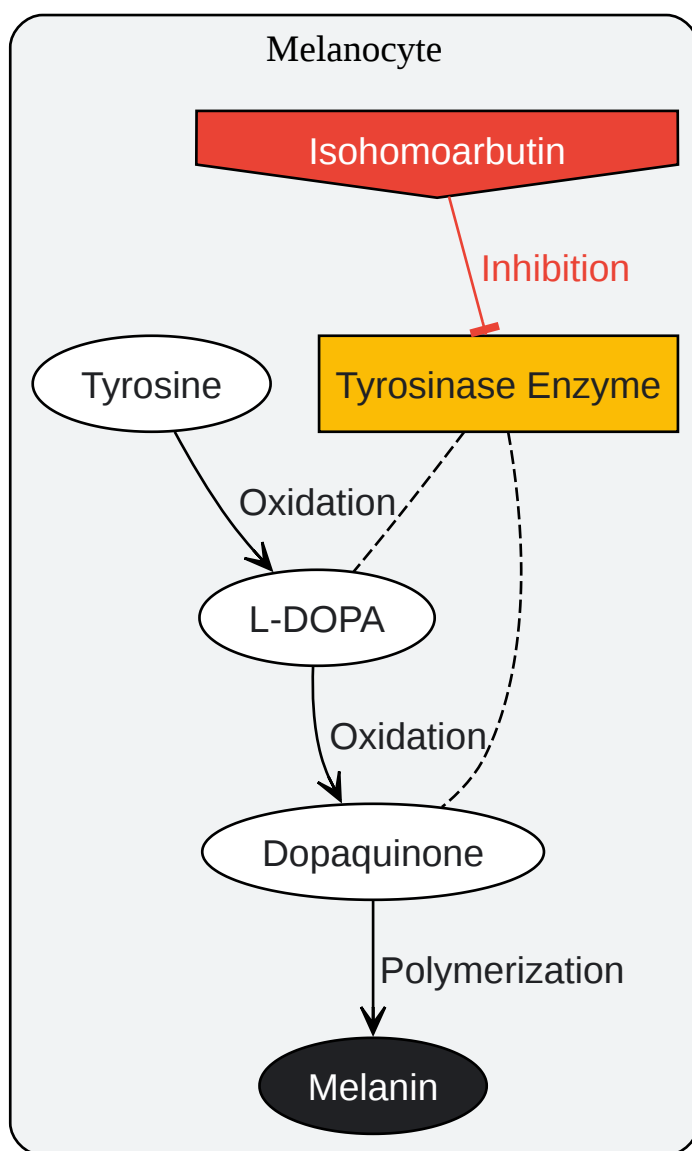 Melanocyte
Isohomoarbutin
Inhibition
Tyrosine
Tyrosinase Enzyme
Oxidation
L-DOPA
Oxidation
Dopaquinone
Polymerization
Melanin